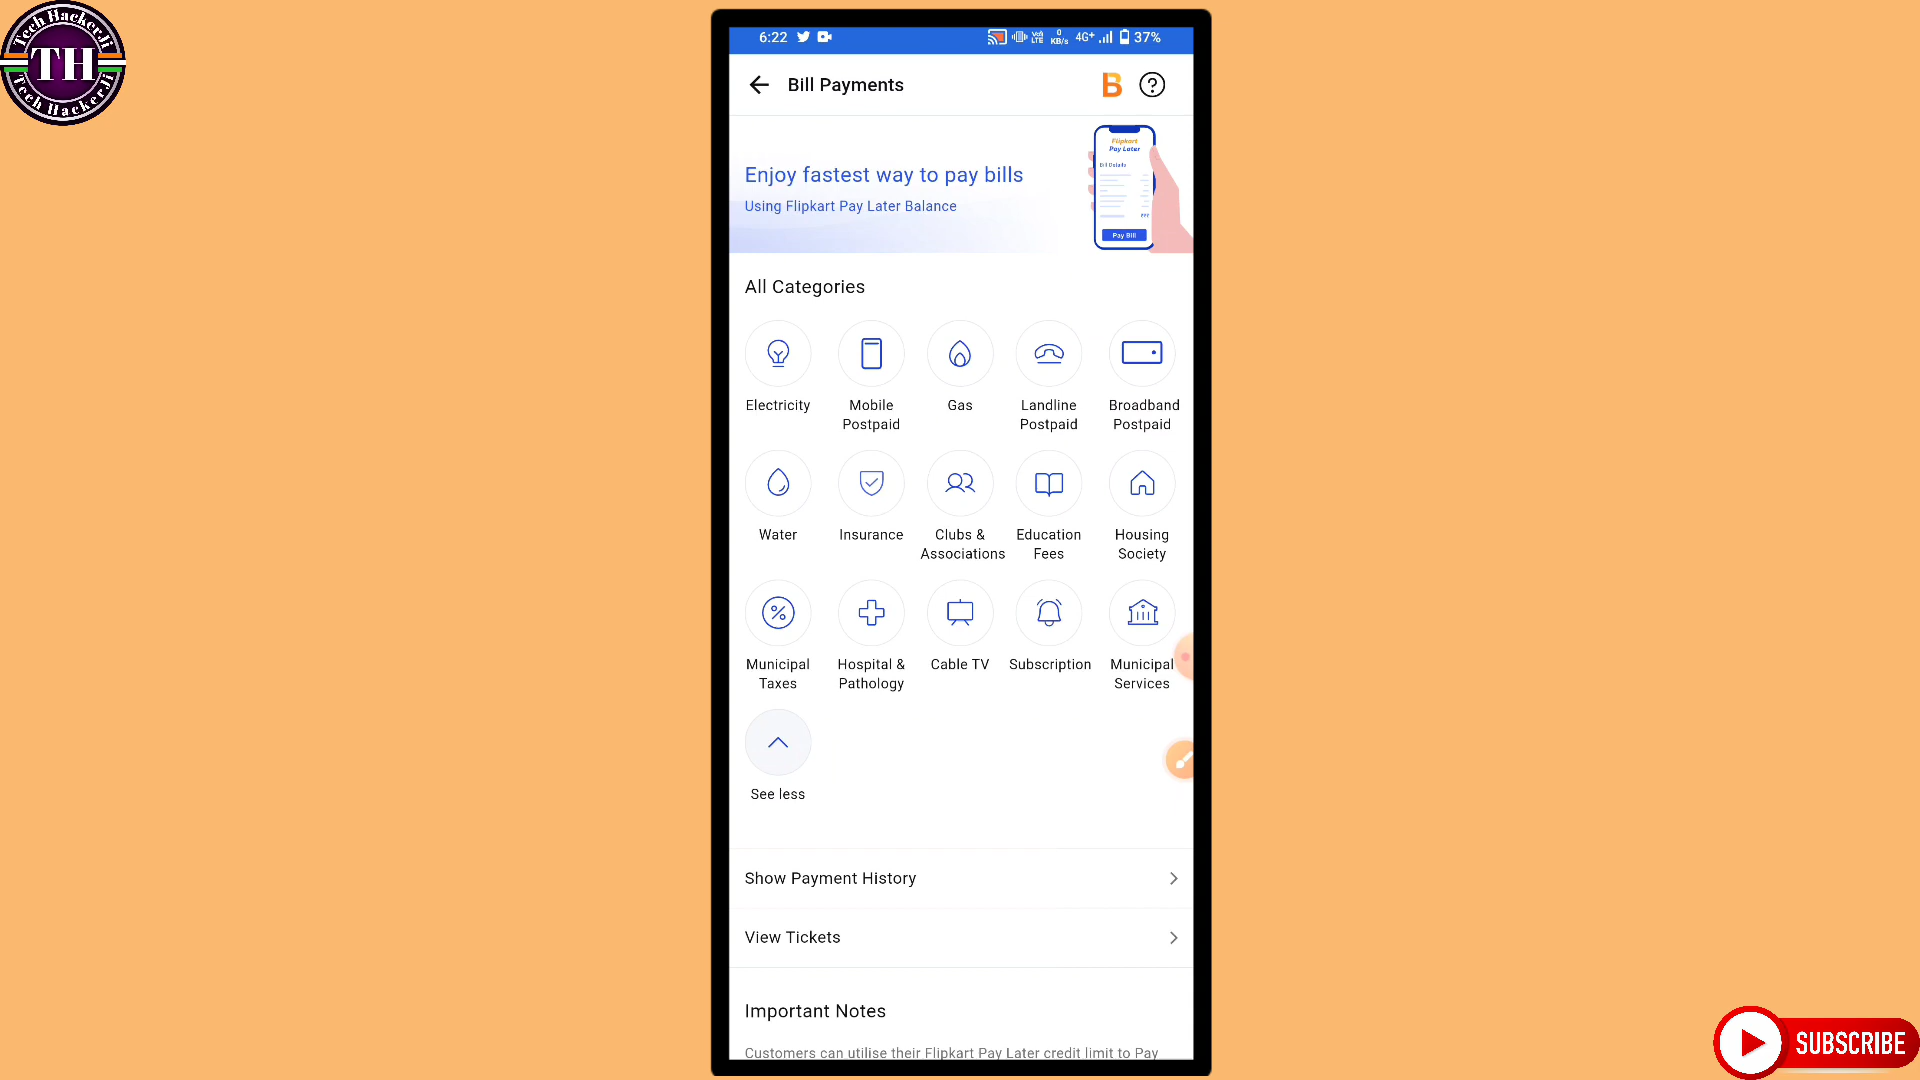 Tech HackerJi
TH
Tech HackerJi
6:22
Vo)
LTE
0
KB/s
4G+
37%
Bill Payments
B
Enjoy fastest way to pay bills
Using Flipkart Pay Later Balance
Flipkart
Pay Later
Bill Details
Pay Bill
All Categories
Electricity
Mobile
Postpaid
Gas
Landline
Postpaid
Broadband
Postpaid
Water
Insurance
Clubs &
Associations
Education
Fees
Housing
Society
Municipal
Taxes
Hospital &
Pathology
Cable TV
Subscription
Municipal
Services
See less
Show Payment History
View Tickets
Important Notes
Customers can utilise their Flipkart Pay Later credit limit to Pay
SUBSCRIBE